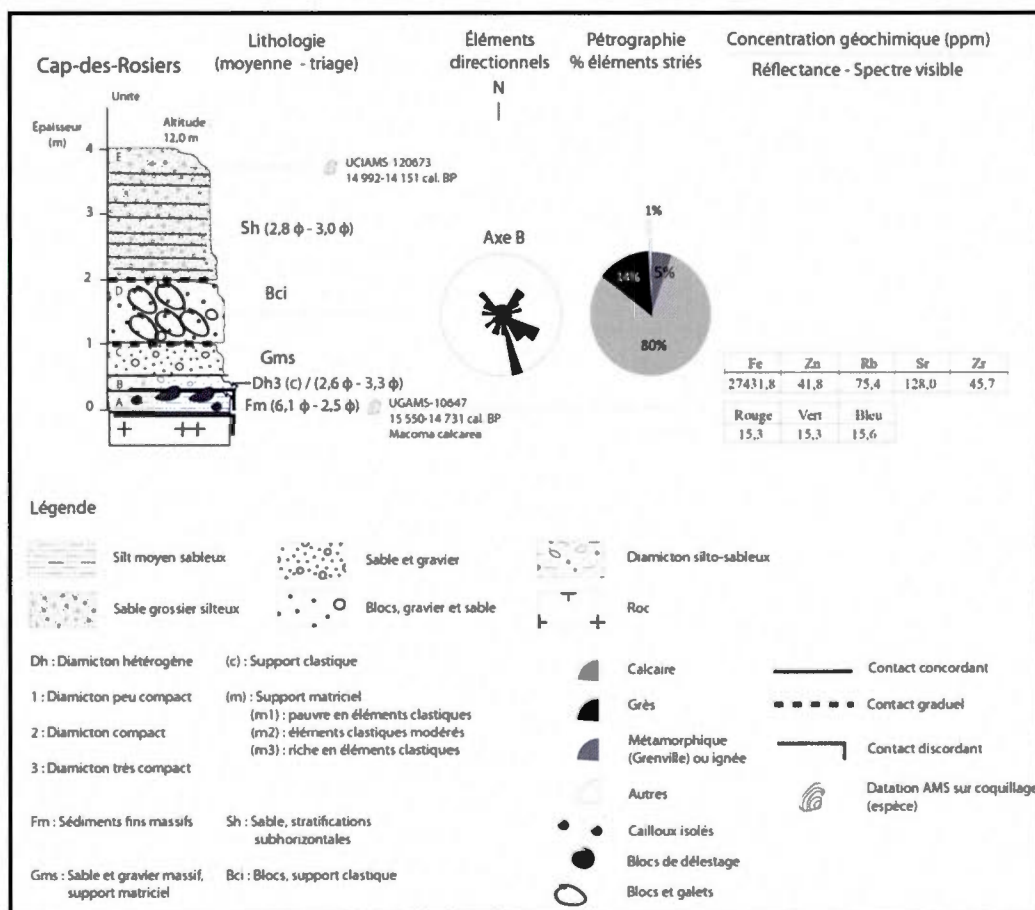 Cap-des-Rosiers
Lithologie
(moyenne - triage)
Éléments
directionnels
N
Pétrographie
% éléments striés
Concentration géochimique (ppm)
Réflectance - Spectre visible
Unité
Épaisseur
(m)
Altitude
12,0 m
4
3
2
1
0
E
D
C
B
A
UCIAMS 120673
14 992-14 151 cal. BP
Sh (2,8 ϕ - 3,0 ϕ)
Bci
Gms
Dh3 (c) / (2,6 ϕ - 3,3 ϕ)
Fm (6,1 ϕ - 2,5 ϕ)
UGAMS-10647
15 550-14 731 cal. BP
Macoma calcarea
Axe B
1%
14%
5%
80%
Fe Zn Rb Sr Zr
27431,8 41,8 75,4 128,0 45,7
Rouge Vert Bleu
15,3 15,3 15,6
Légende
Silt moyen sableux
Sable et gravier
Diamicton silto-sableux
Sable grossier silteux
Blocs, gravier et sable
Roc
Dh : Diamicton hétérogène
1 : Diamicton peu compact
2 : Diamicton compact
3 : Diamicton très compact
Fm : Sédiments fins massifs
Gms : Sable et gravier massif,
support matriciel
(c) : Support clastique
(m) : Support matriciel
(m1) : pauvre en éléments clastiques
(m2) : éléments clastiques modérés
(m3) : riche en éléments clastiques
Sh : Sable, stratifications
subhorizontales
Bci : Blocs, support clastique
Calcaire
Grès
Métamorphique
(Grenville) ou ignée
Autres
Cailloux isolés
Blocs de délestage
Blocs et galets
Contact concordant
Contact graduel
Contact discordant
Datation AMS sur coquillage
(espèce)